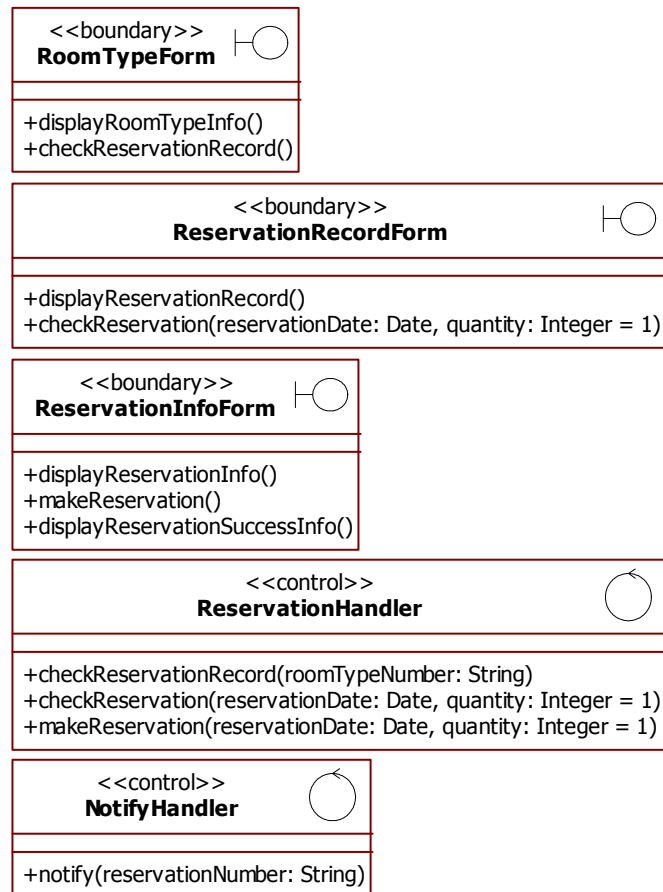 <<boundary>>
RoomTypeForm
+displayRoomTypeInfo()
+checkReservationRecord()
<<boundary>>
ReservationRecordForm
+displayReservationRecord()
+checkReservation(reservationDate: Date, quantity: Integer = 1)
<<boundary>>
ReservationInfoForm
+displayReservationInfo()
+makeReservation()
+displayReservationSuccessInfo()
<<control>>
ReservationHandler
+checkReservationRecord(roomTypeNumber: String)
+checkReservation(reservationDate: Date, quantity: Integer = 1)
+makeReservation(reservationDate: Date, quantity: Integer = 1)
<<control>>
NotifyHandler
+notify(reservationNumber: String)